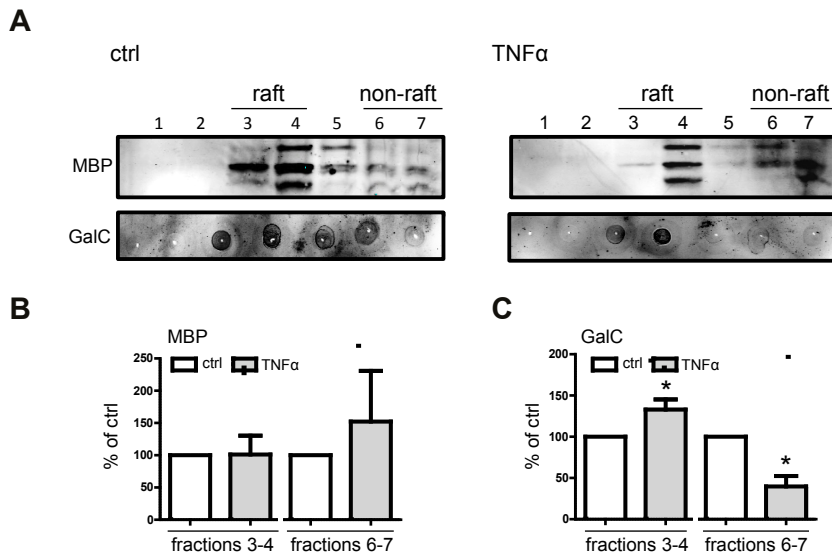 A
ctrl
TNFα
raft
non-raft
raft
non-raft
1 2 3 4 5 6 7
1 2 3 4 5 6 7
MBP
GalC
B
MBP
ctrl TNFα
250
200
150
100
50
0
% of ctrl
fractions 3-4 fractions 6-7
C
GalC
ctrl TNFα
200
150
100
50
0
% of ctrl
*
*
fractions 3-4 fractions 6-7